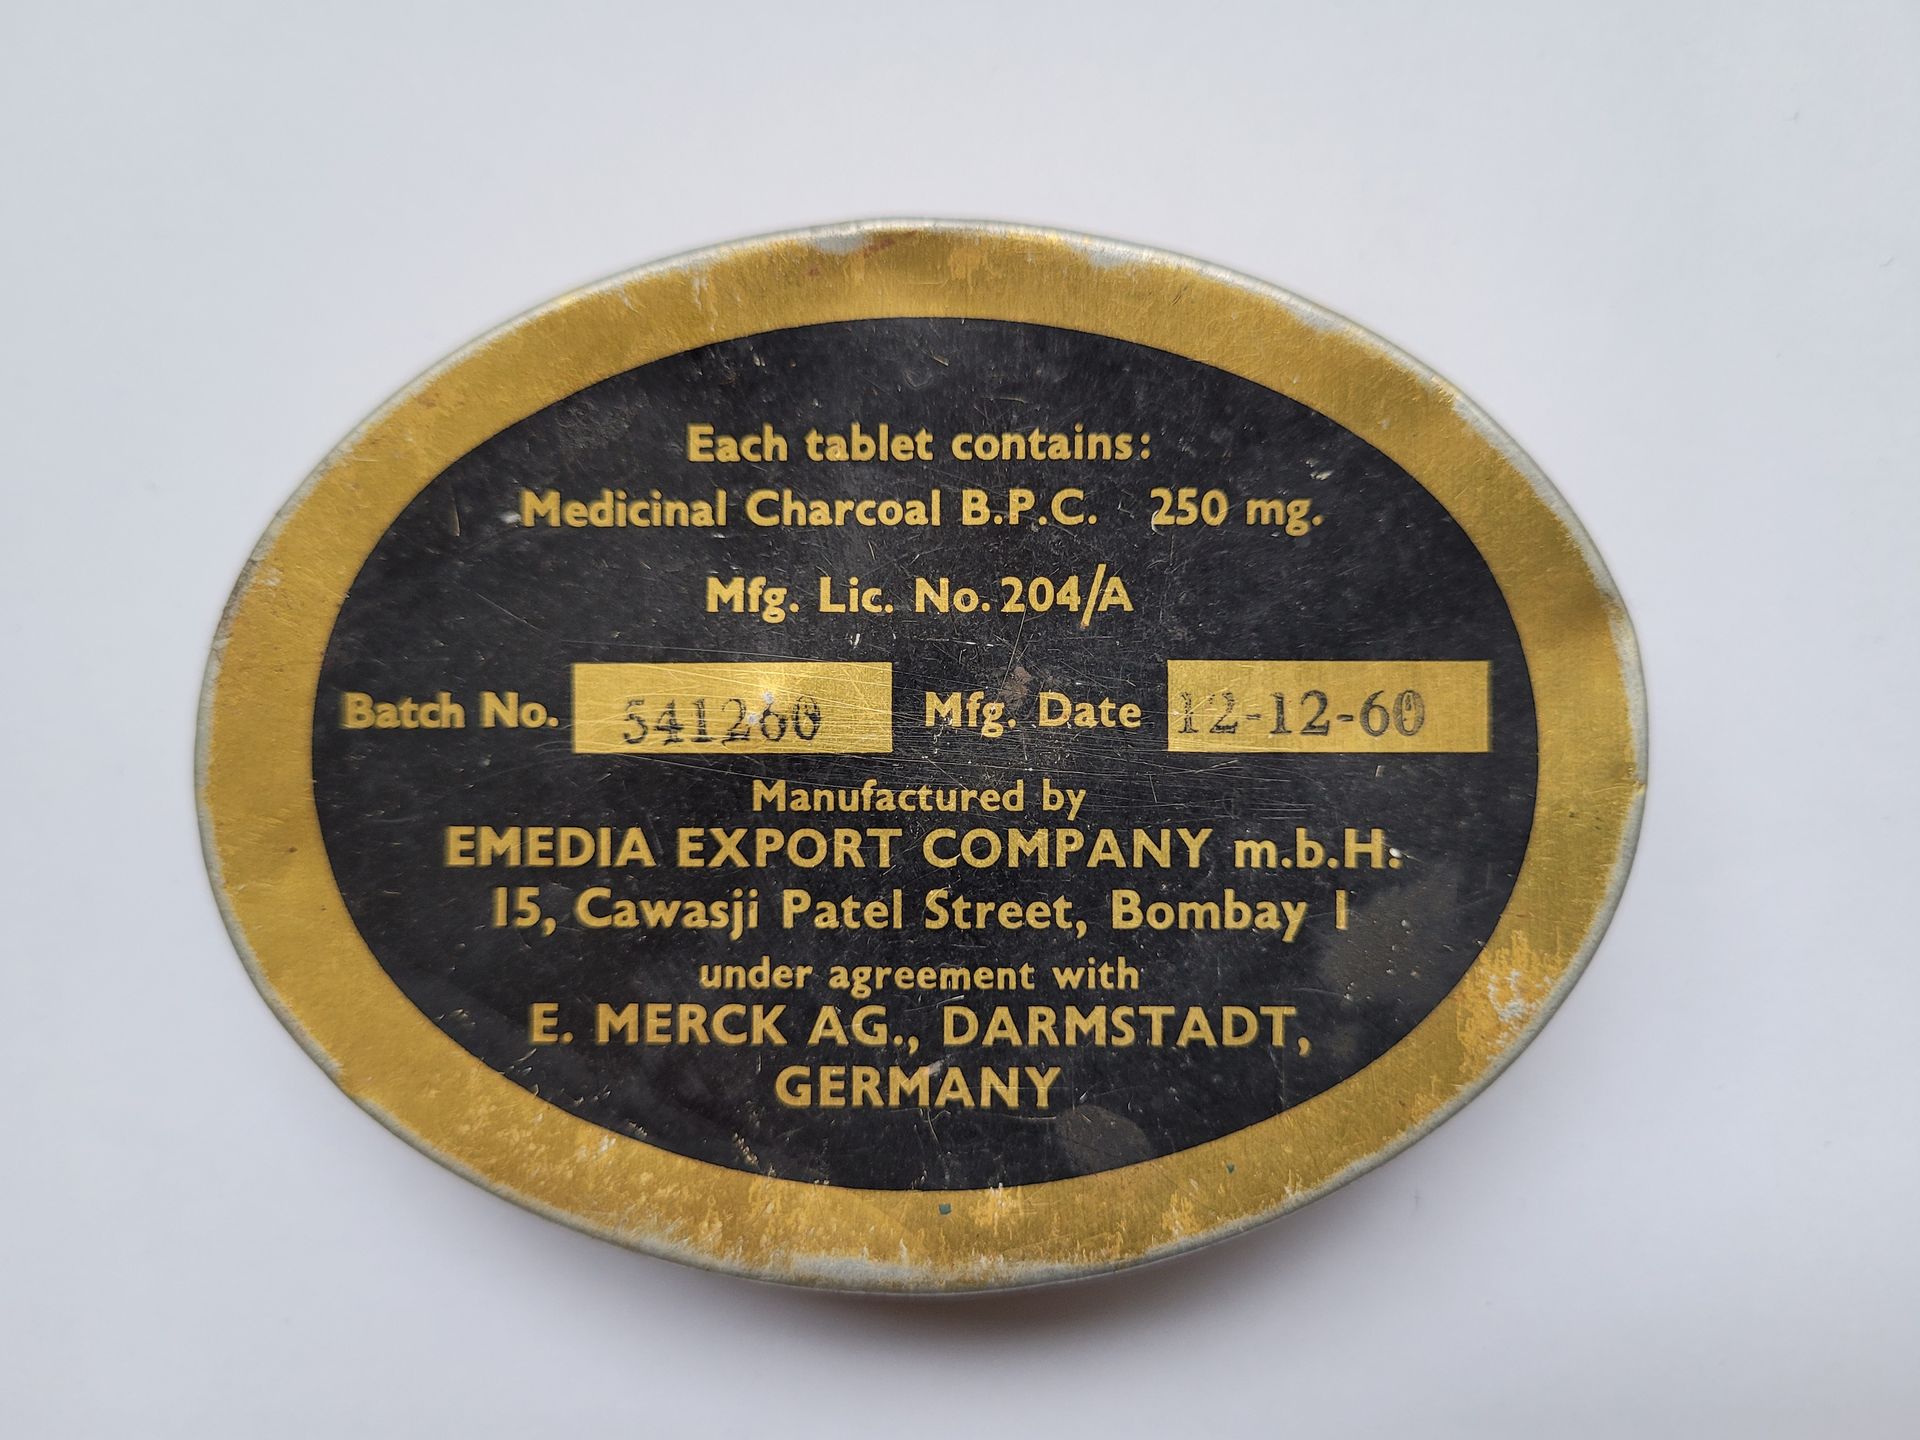 Each tablet contains:
Medicinal Charcoal B.P.C. 250 mg.
Mfg. Lic. No. 204/A
Batch No. 541260 Mfg. Date 12-12-60
Manufactured by
EMEDIA EXPORT COMPANY m.b.H.
15, Cawasji Patel Street, Bombay 1
under agreement with
E. MERCK AG., DARMSTADT,
GERMANY